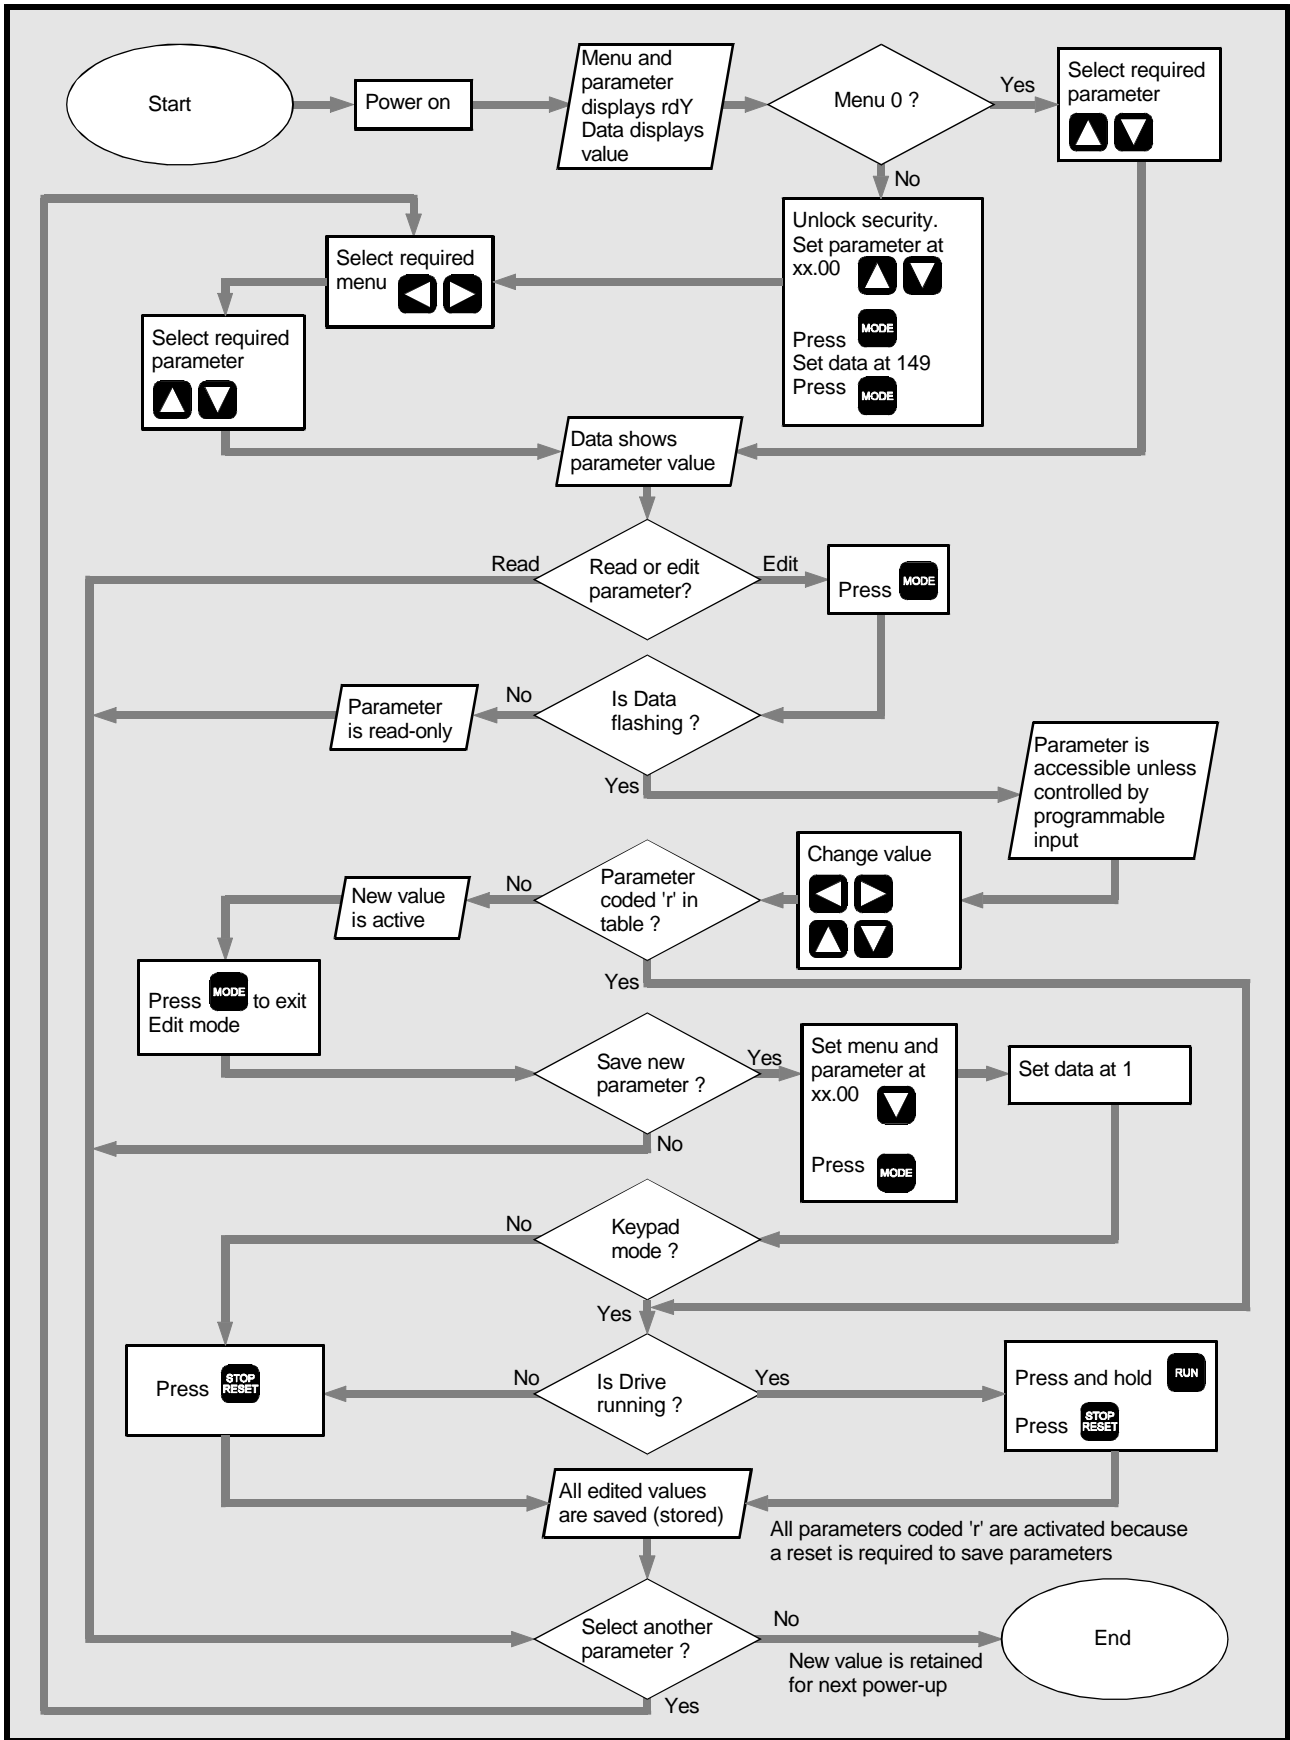 Start
Power on
Menu and
parameter
displays rdY
Data displays
value
Menu 0 ?
Yes
Select required
parameter
No
Unlock security.
Set parameter at
xx.00
Press MODE
Set data at 149
Press MODE
Select required
menu
Select required
parameter
Data shows
parameter value
Read
Read or edit
parameter?
Edit
Press MODE
Is Data
flashing ?
No
Parameter
is read-only
Yes
Parameter is
accessible unless
controlled by
programmable
input
Change value
Parameter
coded 'r' in
table ?
No
New value
is active
Yes
Press MODE to exit
Edit mode
Save new
parameter ?
Yes
Set menu and
parameter at
xx.00
Press MODE
Set data at 1
No
Keypad
mode ?
No
Yes
Press STOP
RESET
No
Is Drive
running ?
Yes
Press and hold RUN
Press STOP
RESET
All edited values
are saved (stored)
All parameters coded 'r' are activated because
a reset is required to save parameters
Select another
parameter ?
No
New value is retained
for next power-up
End
Yes